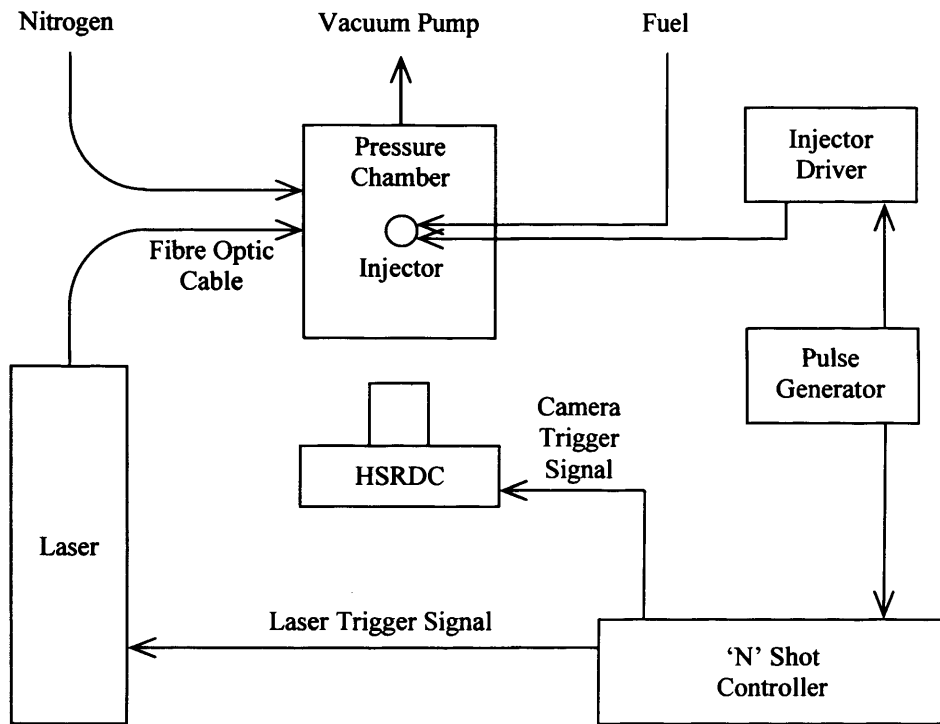 Nitrogen
Vacuum Pump
Fuel
Pressure
Chamber
Injector
Driver
Fibre Optic
Cable
Injector
Pulse
Generator
Camera
Trigger
Signal
HSRDC
Laser
Laser Trigger Signal
‘N’ Shot
Controller